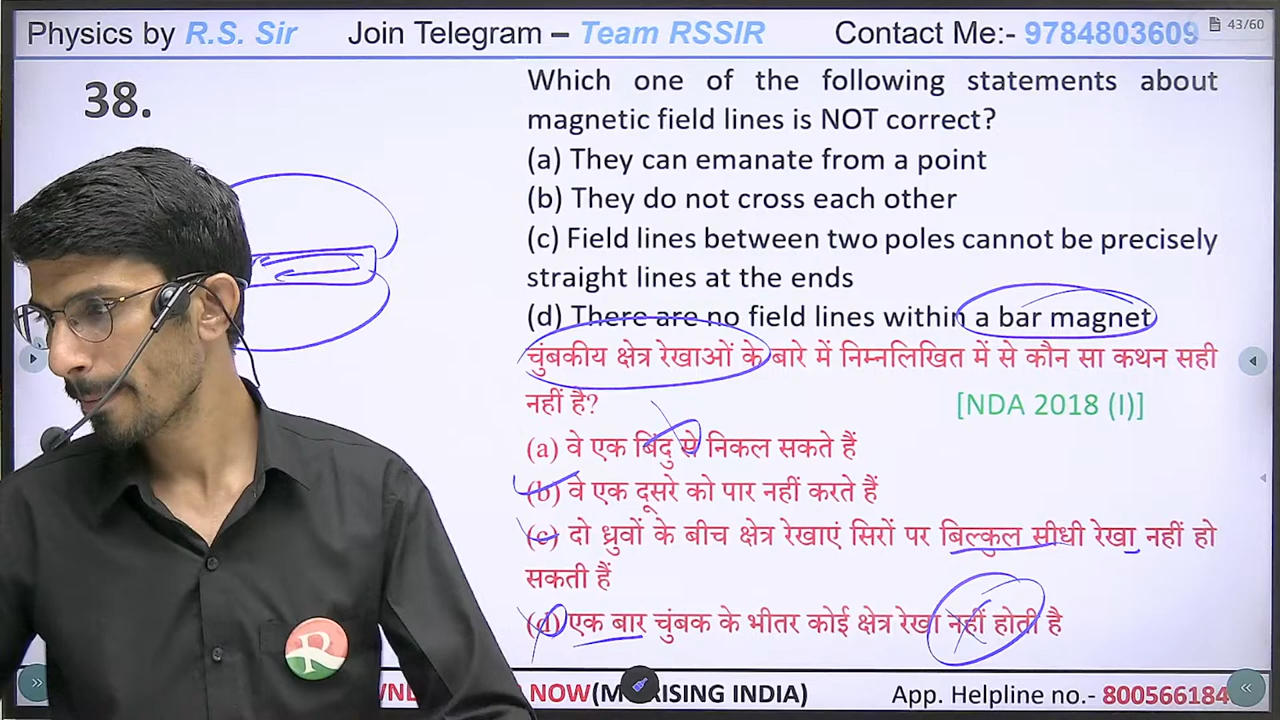 Physics by R.S. Sir Join Telegram – Team RSSIR Contact Me:- 9784803609 43/60
38.
Which one of the following statements about
magnetic field lines is NOT correct?
(a) They can emanate from a point
(b) They do not cross each other
(c) Field lines between two poles cannot be precisely
straight lines at the ends
(d) There are no field lines within a bar magnet
चुंबकीय क्षेत्र रेखाओं के बारे में निम्नलिखित में से कौन सा कथन सही
नहीं है? [NDA 2018 (I)]
(a) वे एक बिंदु से निकल सकते हैं
(b) वे एक दूसरे को पार नहीं करते हैं
(c) दो ध्रुवों के बीच क्षेत्र रेखाएं सिरों पर बिल्कुल सीधी रेखा नहीं हो
सकती हैं
(d) एक बार चुंबक के भीतर कोई क्षेत्र रेखा नहीं होती है
R
NOW RISING INDIA) App. Helpline no.- 800566184